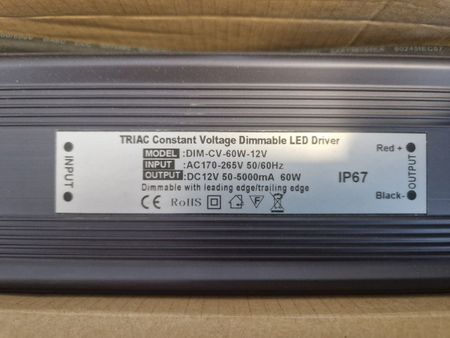 60245IEC57
TRIAC Constant Voltage Dimmable LED Driver
INPUT
MODEL :DIM-CV-60W-12V
INPUT :AC170-265V 50/60Hz
OUTPUT :DC12V 50-5000mA 60W
Dimmable with leading edge/trailing edge
CE RoHS F
IP67
Red +
Black-
OUTPUT